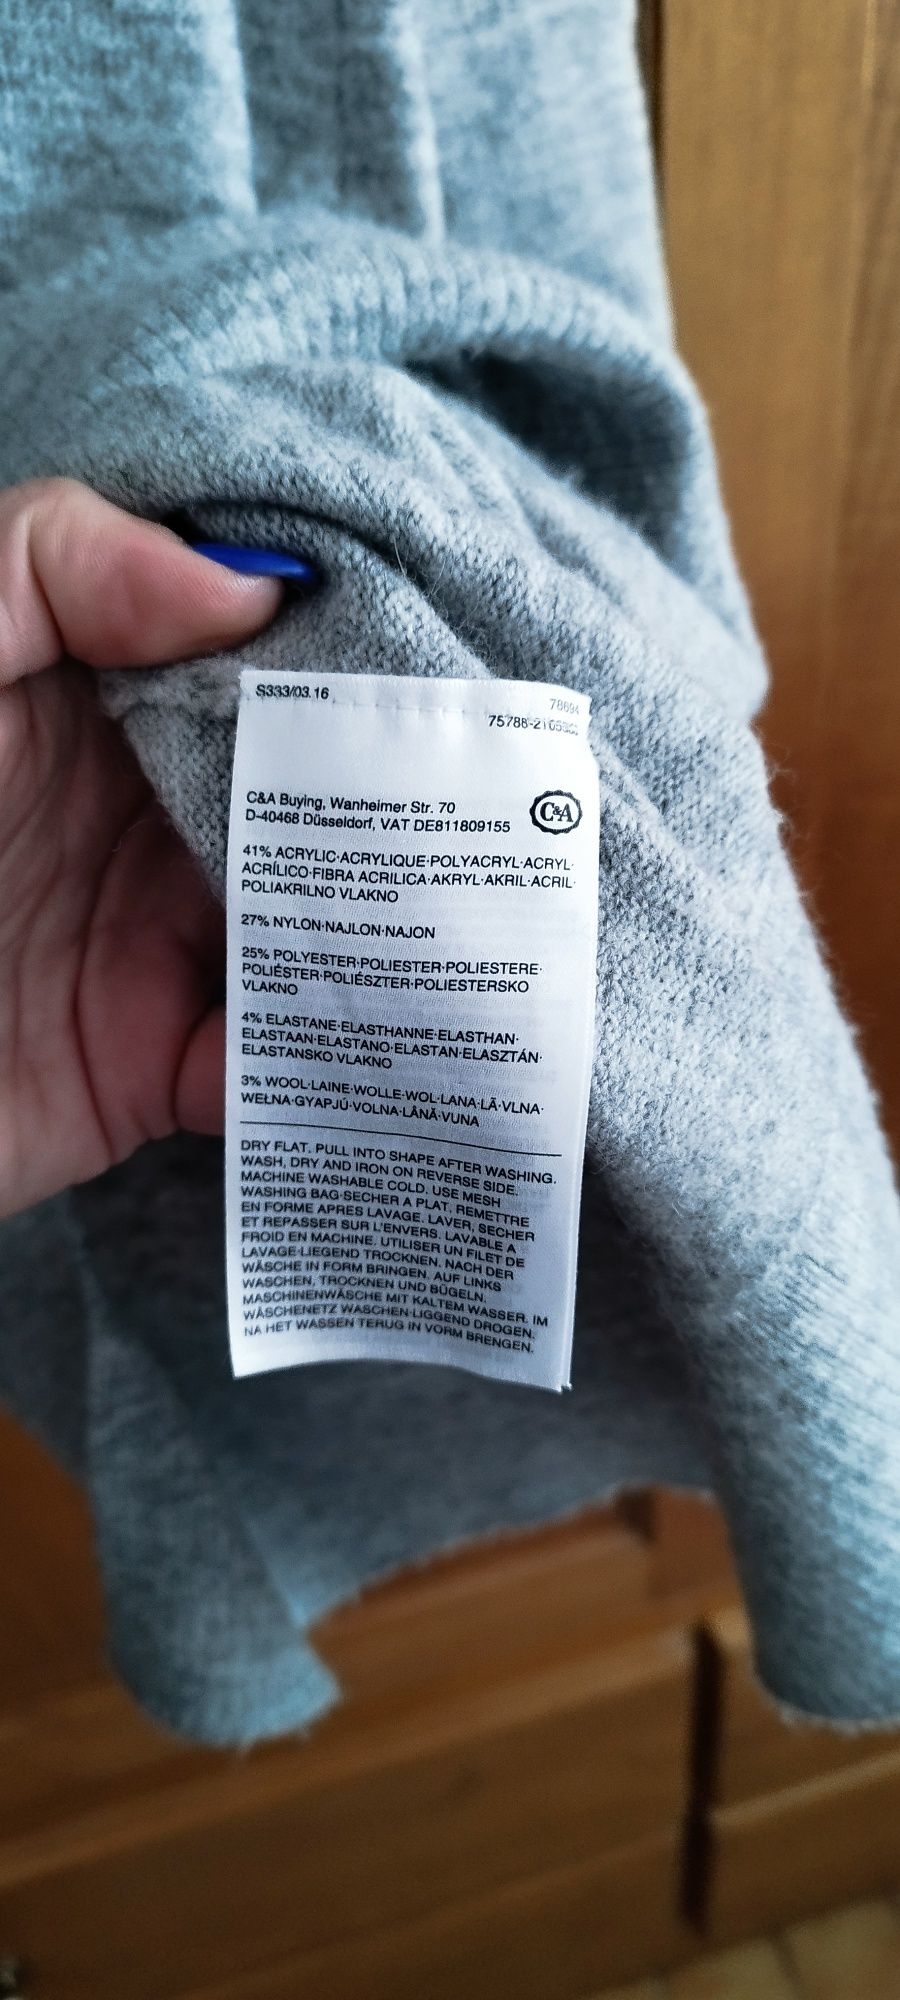 S333/03.16
78694
C&A Buying, Wanheimer Str. 70
D-40468 Düsseldorf, VAT DE811809155
C&A
41% ACRYLIC·ACRYLIQUE·POLYACRYL·ACRYL·
ACRÍLICO·FIBRA ACRILICA·AKRYL·AKRIL·ACRIL·
POLIAKRILNO VLAKNO
27% NYLON·NAJLON·NAJON
25% POLYESTER·POLIESTER·POLIESTERE·
POLIÉSTER·POLIÉSZTER·POLIESTERSKO
VLAKNO
4% ELASTANE·ELASTHANNE·ELASTHAN·
ELASTAAN·ELASTANO·ELASTAN·ELASZTÁN·
ELASTANSKO VLAKNO
3% WOOL·LAINE·WOLLE·WOL·LANA·LÃ·VLNA·
WEŁNA·GYAPJÚ·VOLNA·LÂNĂ·VUNA
DRY FLAT. PULL INTO SHAPE AFTER WASHING.
WASH, DRY AND IRON ON REVERSE SIDE.
MACHINE WASHABLE COLD. USE MESH
WASHING BAG·SECHER A PLAT. REMETTRE
EN FORME APRES LAVAGE. LAVER, SECHER
ET REPASSER SUR L'ENVERS. LAVABLE A
FROID EN MACHINE. UTILISER UN FILET DE
LAVAGE·LIEGEND TROCKNEN. NACH DER
WÄSCHE IN FORM BRINGEN. AUF LINKS
WASCHEN, TROCKNEN UND BÜGELN.
MASCHINENWÄSCHE MIT KALTEM WASSER. IM
WÄSCHENETZ WASCHEN·LIGGEND DROGEN.
NA HET WASSEN TERUG IN VORM BRENGEN.